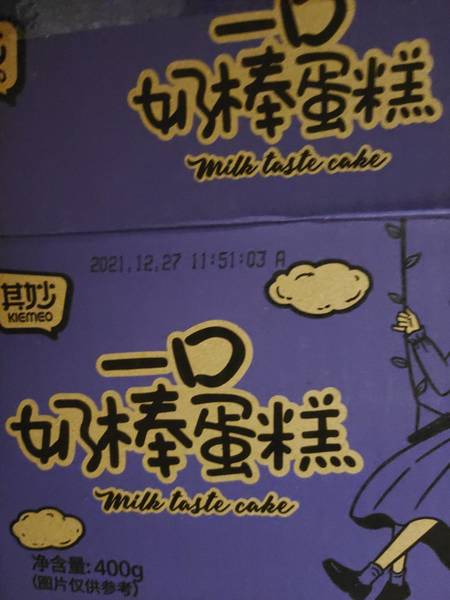 一口
奶棒蛋糕
Milk taste cake
2021.12.27 11:51:03 A
其妙
KIEMEO
一口
奶棒蛋糕
Milk taste cake
净含量:400g
(图片仅供参考)